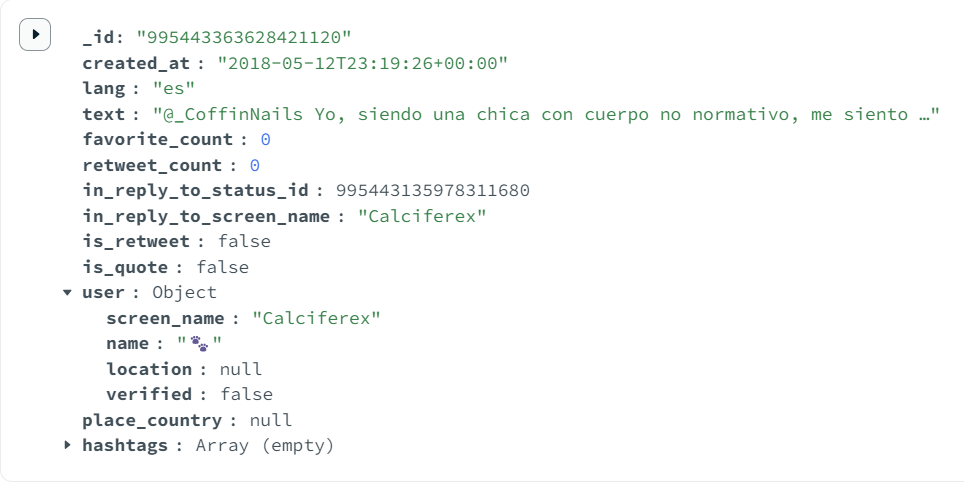 _id: "995443363628421120"
created_at : "2018-05-12T23:19:26+00:00"
lang : "es"
text : "@_CoffinNails Yo, siendo una chica con cuerpo no normativo, me siento …"
favorite_count : 0
retweet_count : 0
in_reply_to_status_id : 995443135978311680
in_reply_to_screen_name : "Calciferex"
is_retweet : false
is_quote : false
user : Object
screen_name : "Calciferex"
name : "🐾"
location : null
verified : false
place_country : null
hashtags : Array (empty)